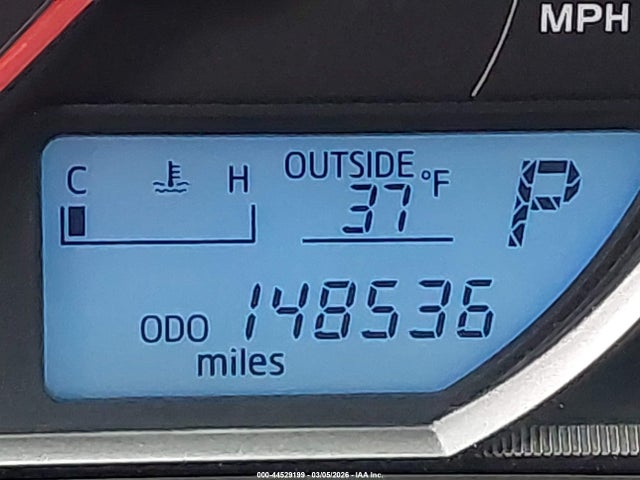 MPH
C H OUTSIDE
37 °F P
ODO 148536
miles
000-44529199 - 03/05/2026 - IAA Inc.